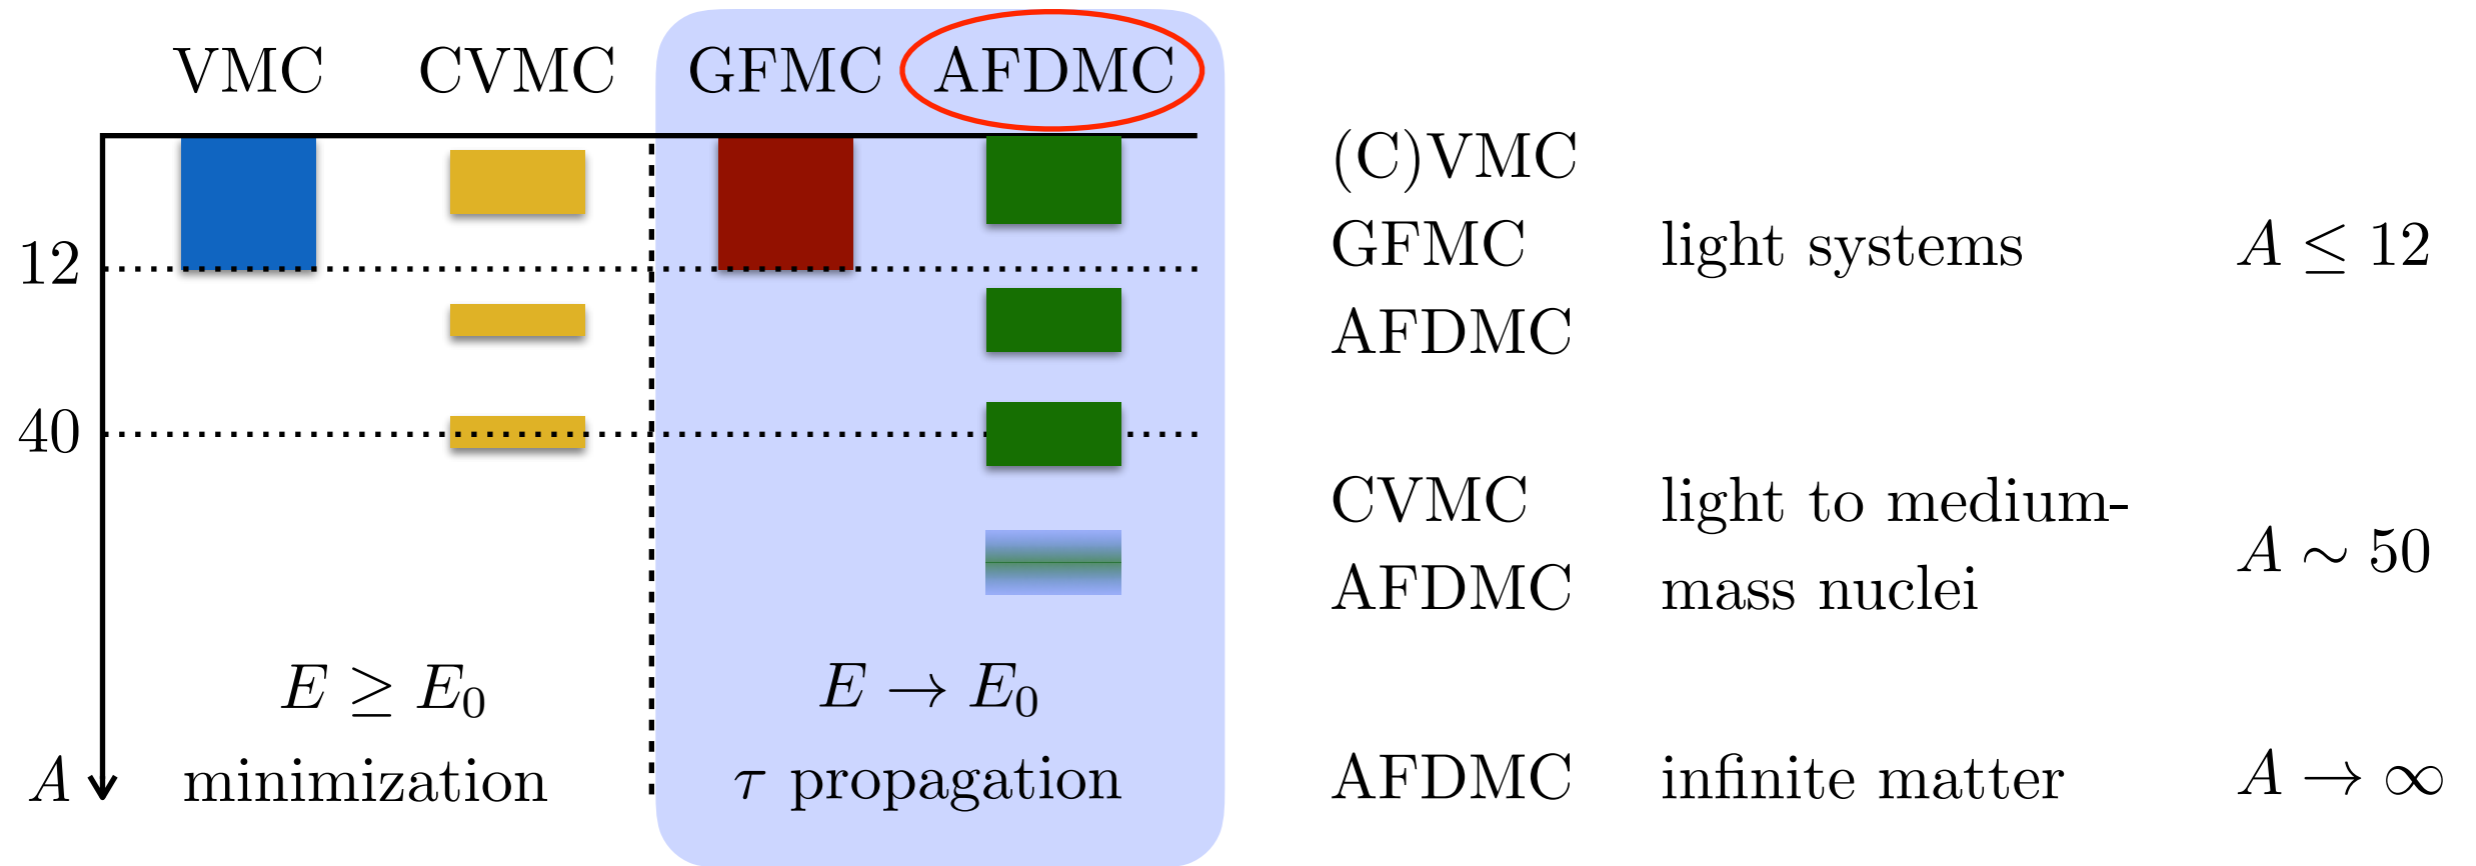 VMC CVMC GFMC AFDMC
12
40
A
E ≥ E₀
minimization
E → E₀
τ propagation
(C)VMC
GFMC light systems A ≤ 12
AFDMC
CVMC light to medium-
AFDMC mass nuclei
A ∼ 50
AFDMC infinite matter A → ∞